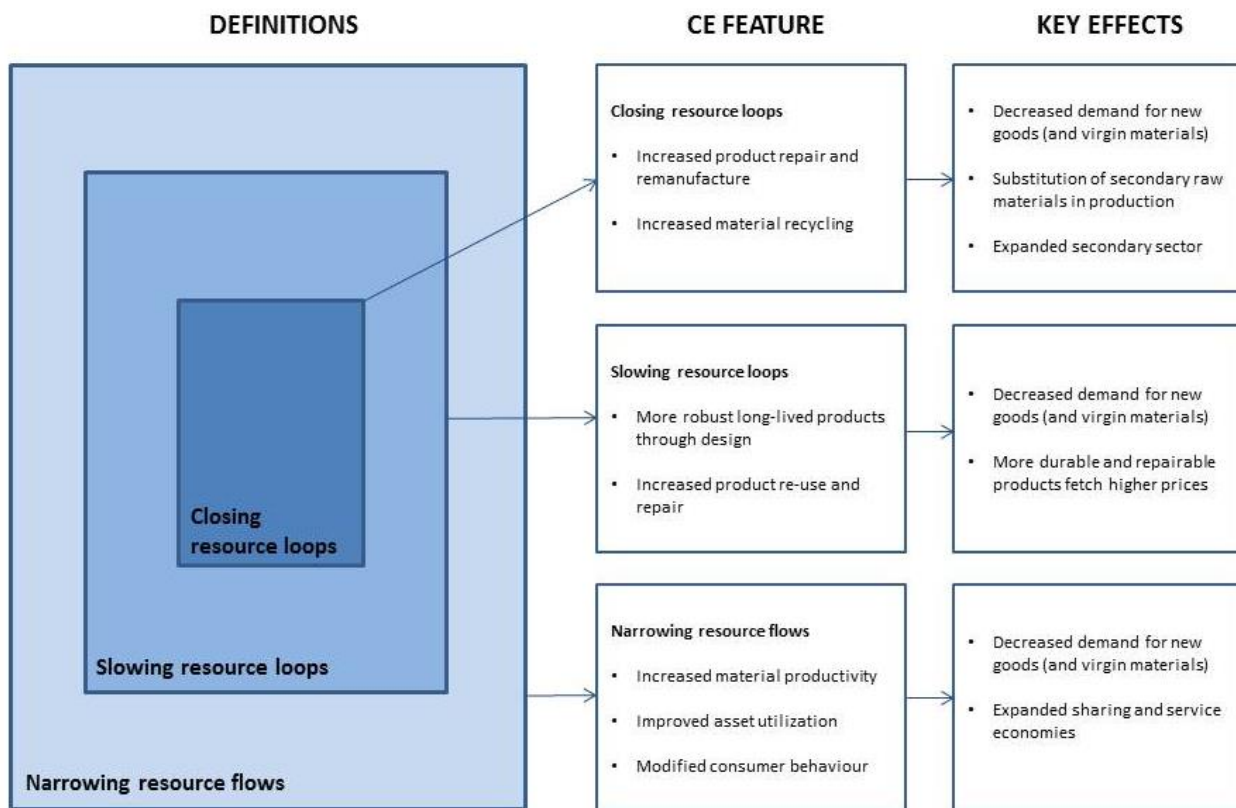 DEFINITIONS
CE FEATURE
KEY EFFECTS
Closing
resource loops
Slowing resource loops
Narrowing resource flows
Closing resource loops
• Increased product repair and
remanufacture
• Increased material recycling
• Decreased demand for new
goods (and virgin materials)
• Substitution of secondary raw
materials in production
• Expanded secondary sector
Slowing resource loops
• More robust long-lived products
through design
• Increased product re-use and
repair
• Decreased demand for new
goods (and virgin materials)
• More durable and repairable
products fetch higher prices
Narrowing resource flows
• Increased material productivity
• Improved asset utilization
• Modified consumer behaviour
• Decreased demand for new
goods (and virgin materials)
• Expanded sharing and service
economies